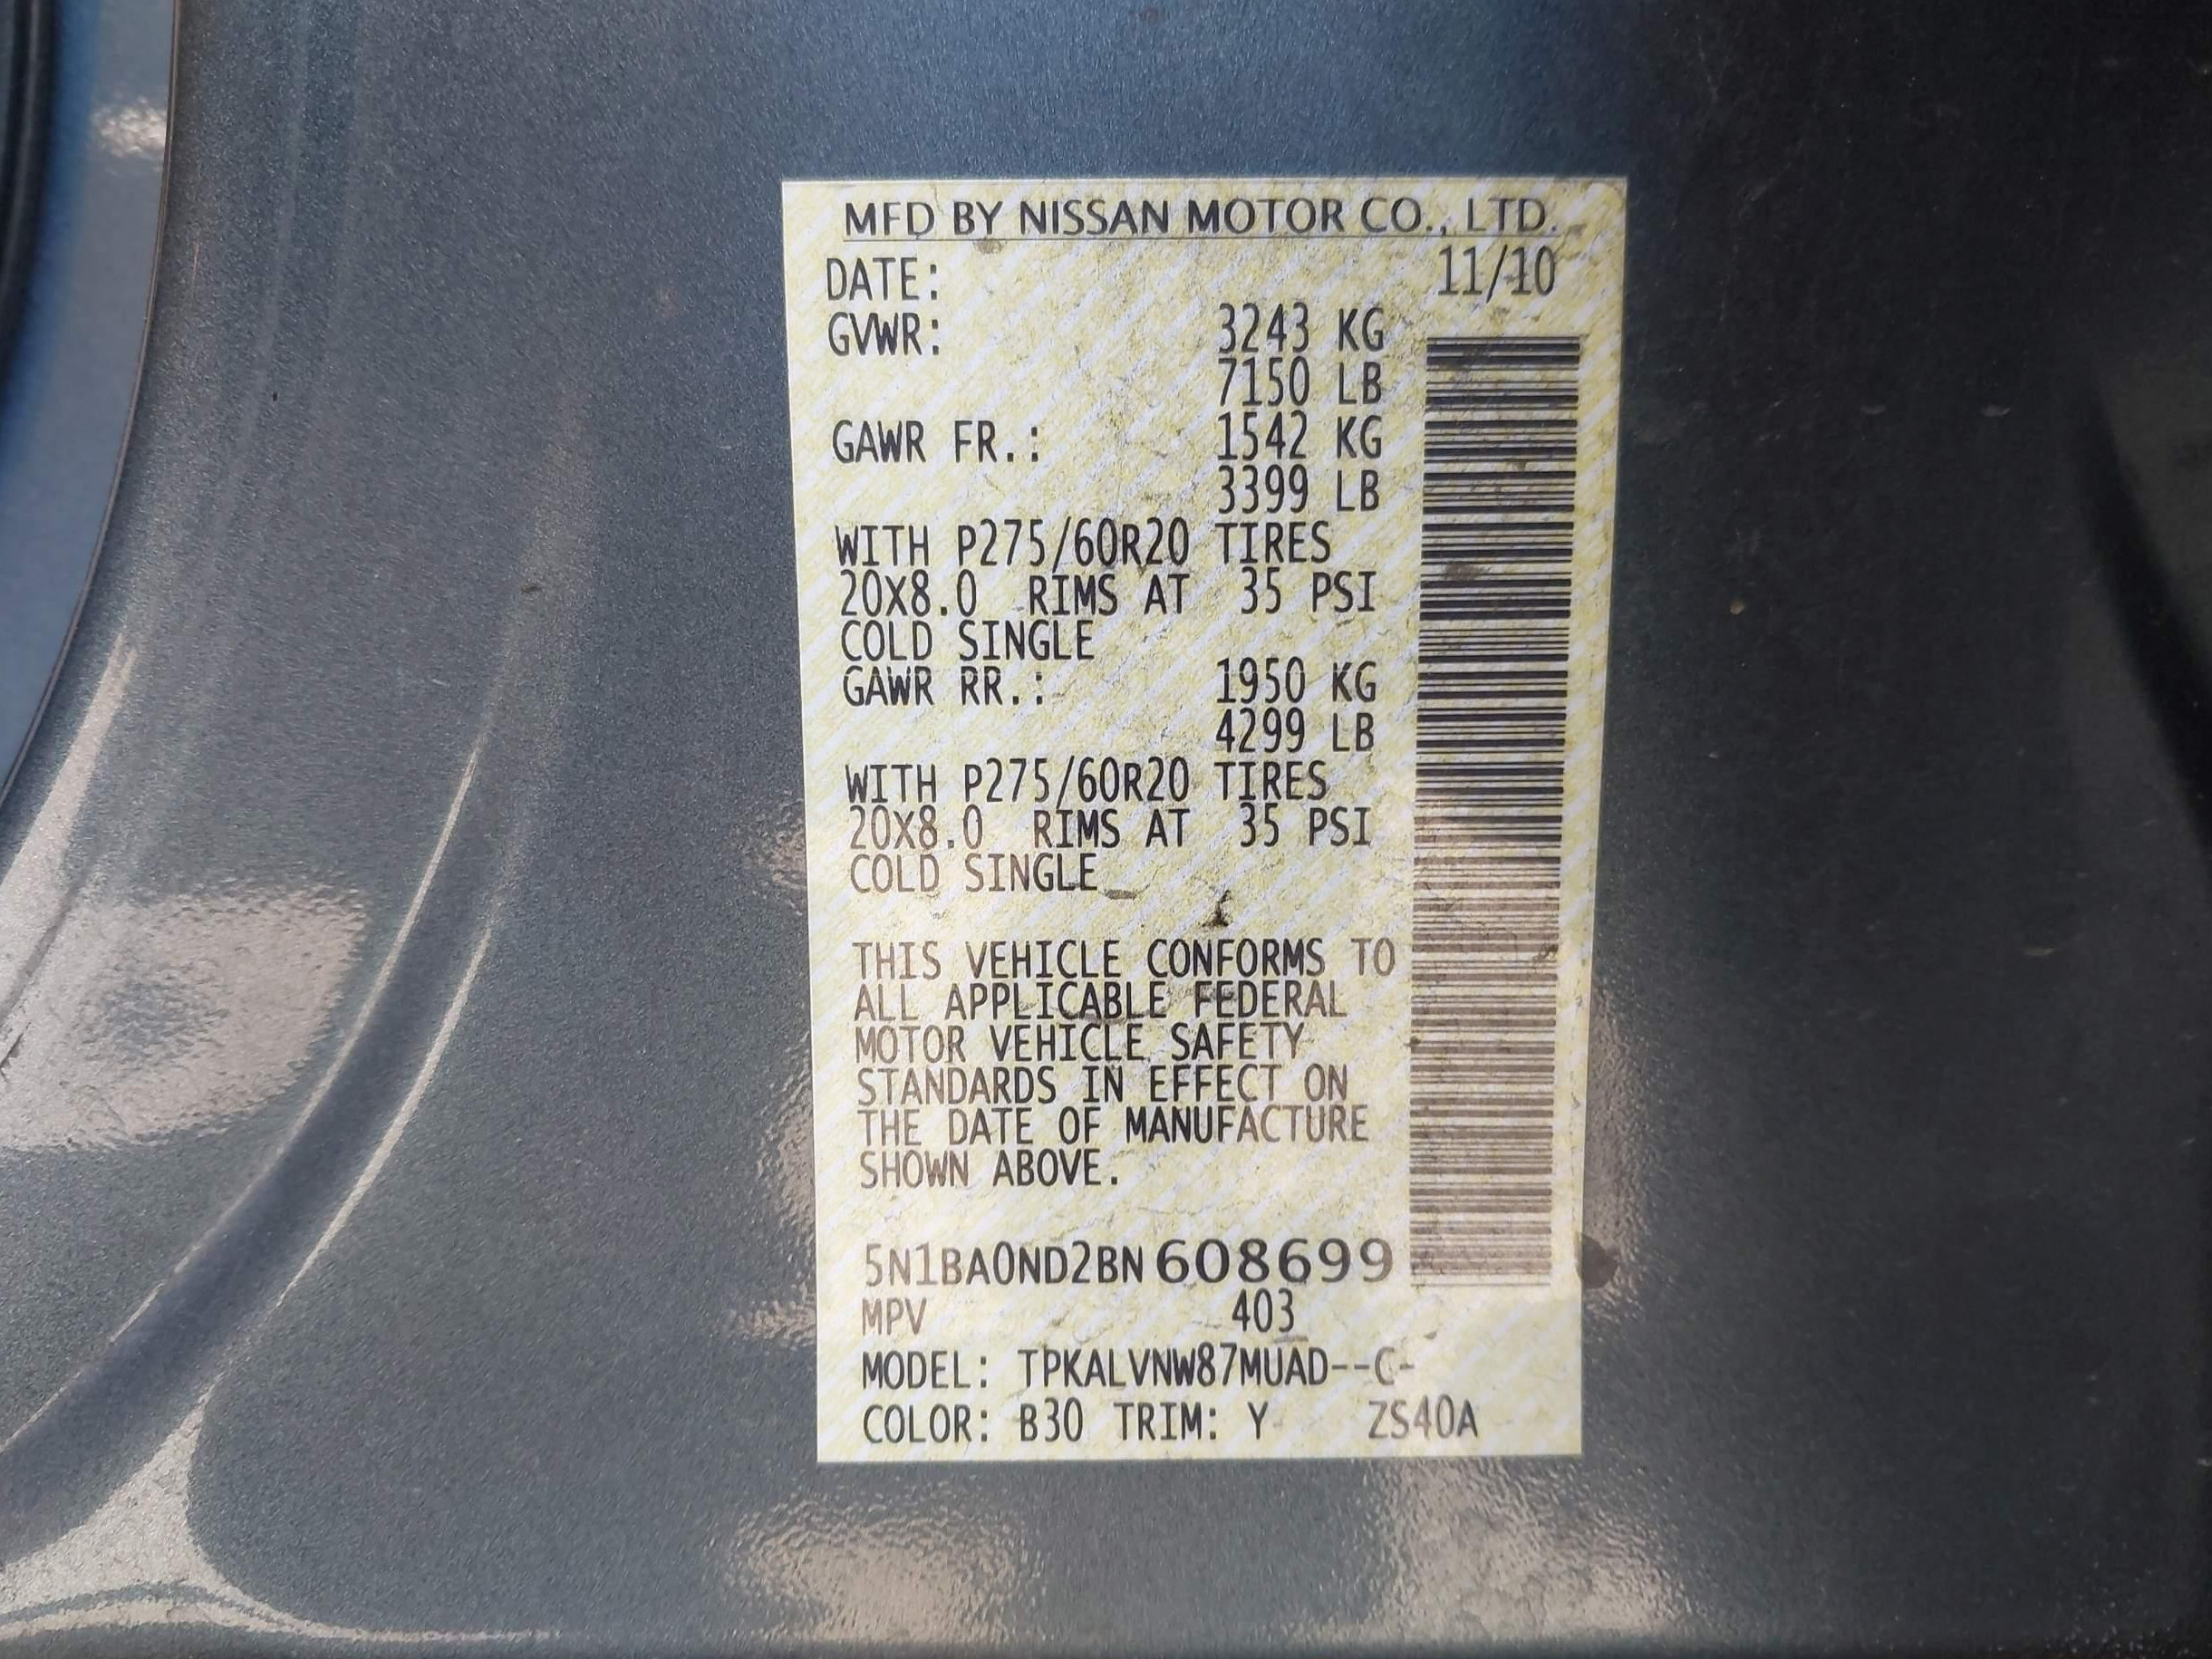 MFD BY NISSAN MOTOR CO., LTD.
DATE: 11/10
GVWR: 3243 KG
7150 LB
GAWR FR.: 1542 KG
3399 LB
WITH P275/60R20 TIRES
20X8.0 RIMS AT 35 PSI
COLD SINGLE
GAWR RR.: 1950 KG
4299 LB
WITH P275/60R20 TIRES
20X8.0 RIMS AT 35 PSI
COLD SINGLE
THIS VEHICLE CONFORMS TO
ALL APPLICABLE FEDERAL
MOTOR VEHICLE SAFETY
STANDARDS IN EFFECT ON
THE DATE OF MANUFACTURE
SHOWN ABOVE.
5N1BA0ND2BN608699
MPV 403
MODEL: TPKALVNW87MUAD--C-
COLOR: B30 TRIM: Y ZS40A